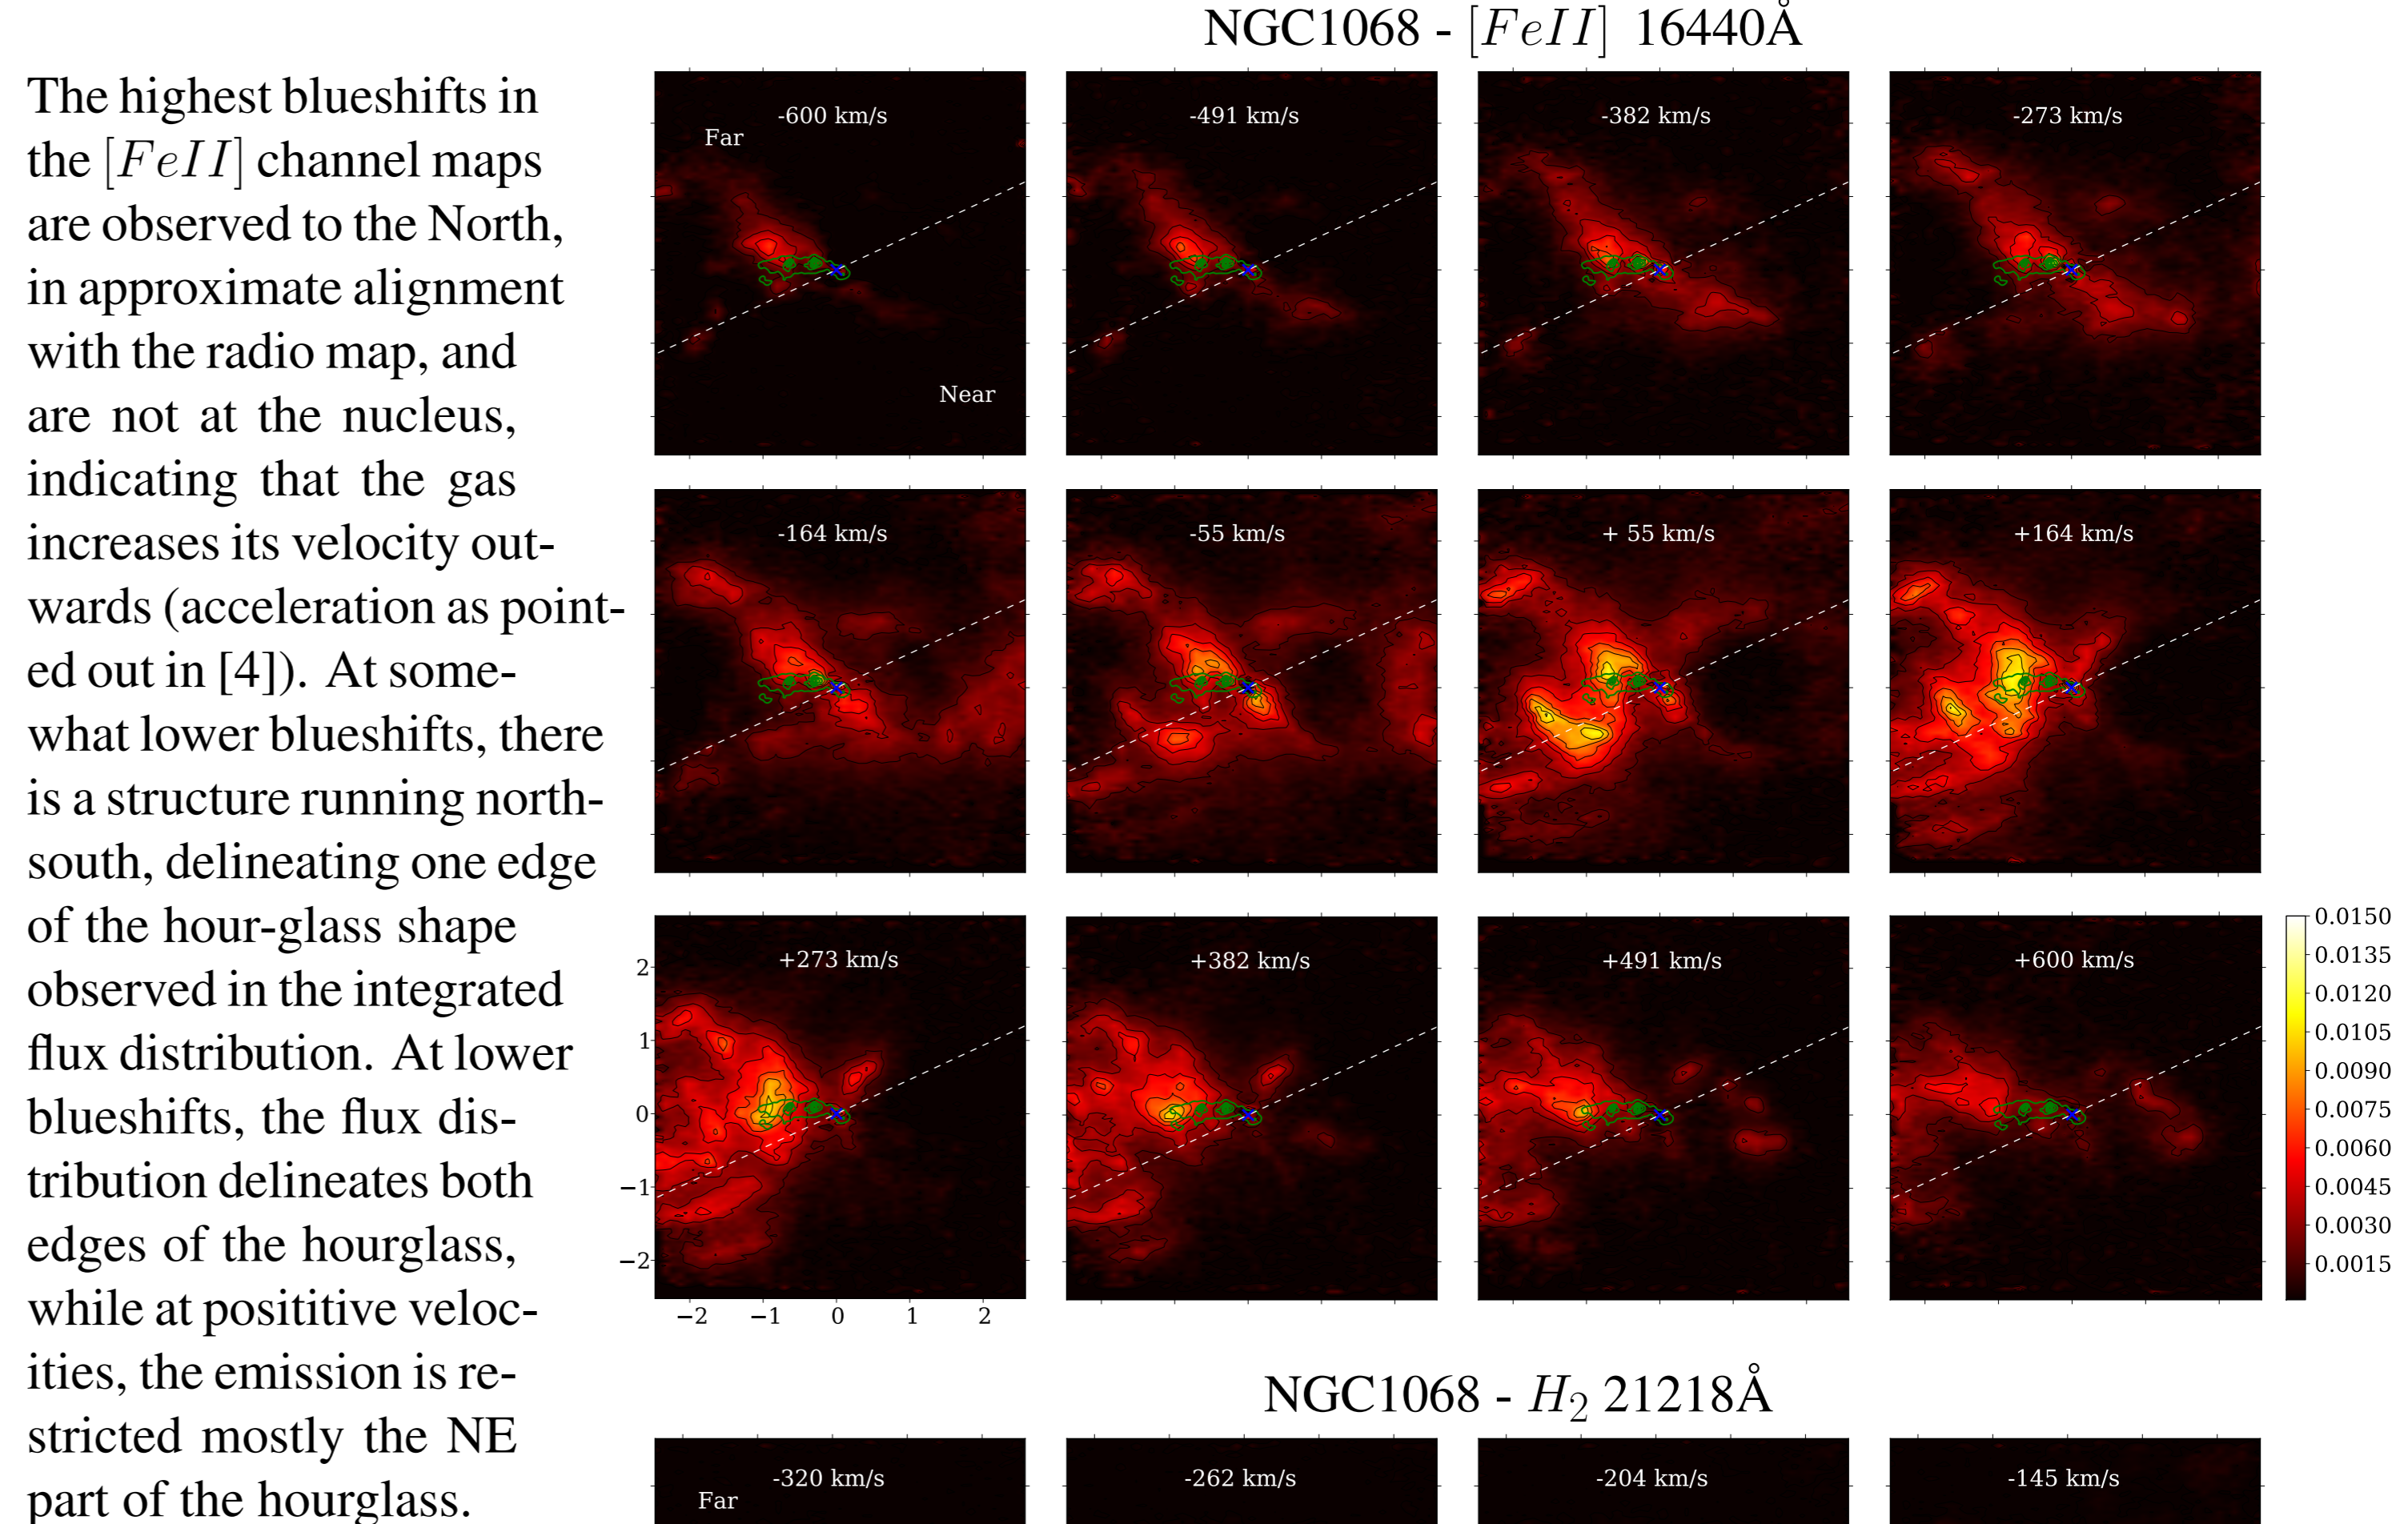 The highest blueshifts in
the [FeII] channel maps
are observed to the North,
in approximate alignment
with the radio map, and
are not at the nucleus,
indicating that the gas
increases its velocity out-
wards (acceleration as point-
ed out in [4]). At some-
what lower blueshifts, there
is a structure running north-
south, delineating one edge
of the hour-glass shape
observed in the integrated
flux distribution. At lower
blueshifts, the flux dis-
tribution delineates both
edges of the hourglass,
while at posititive veloc-
ities, the emission is re-
stricted mostly the NE
part of the hourglass.
NGC1068 - [FeII] 16440Å
-600 km/s
-491 km/s
-382 km/s
-273 km/s
Far
Near
-164 km/s
-55 km/s
+ 55 km/s
+164 km/s
+273 km/s
+382 km/s
+491 km/s
+600 km/s
2
1
0
−1
−2
−2 −1 0 1 2
0.0150
0.0135
0.0120
0.0105
0.0090
0.0075
0.0060
0.0045
0.0030
0.0015
NGC1068 - H₂ 21218Å
-320 km/s
-262 km/s
-204 km/s
-145 km/s
Far